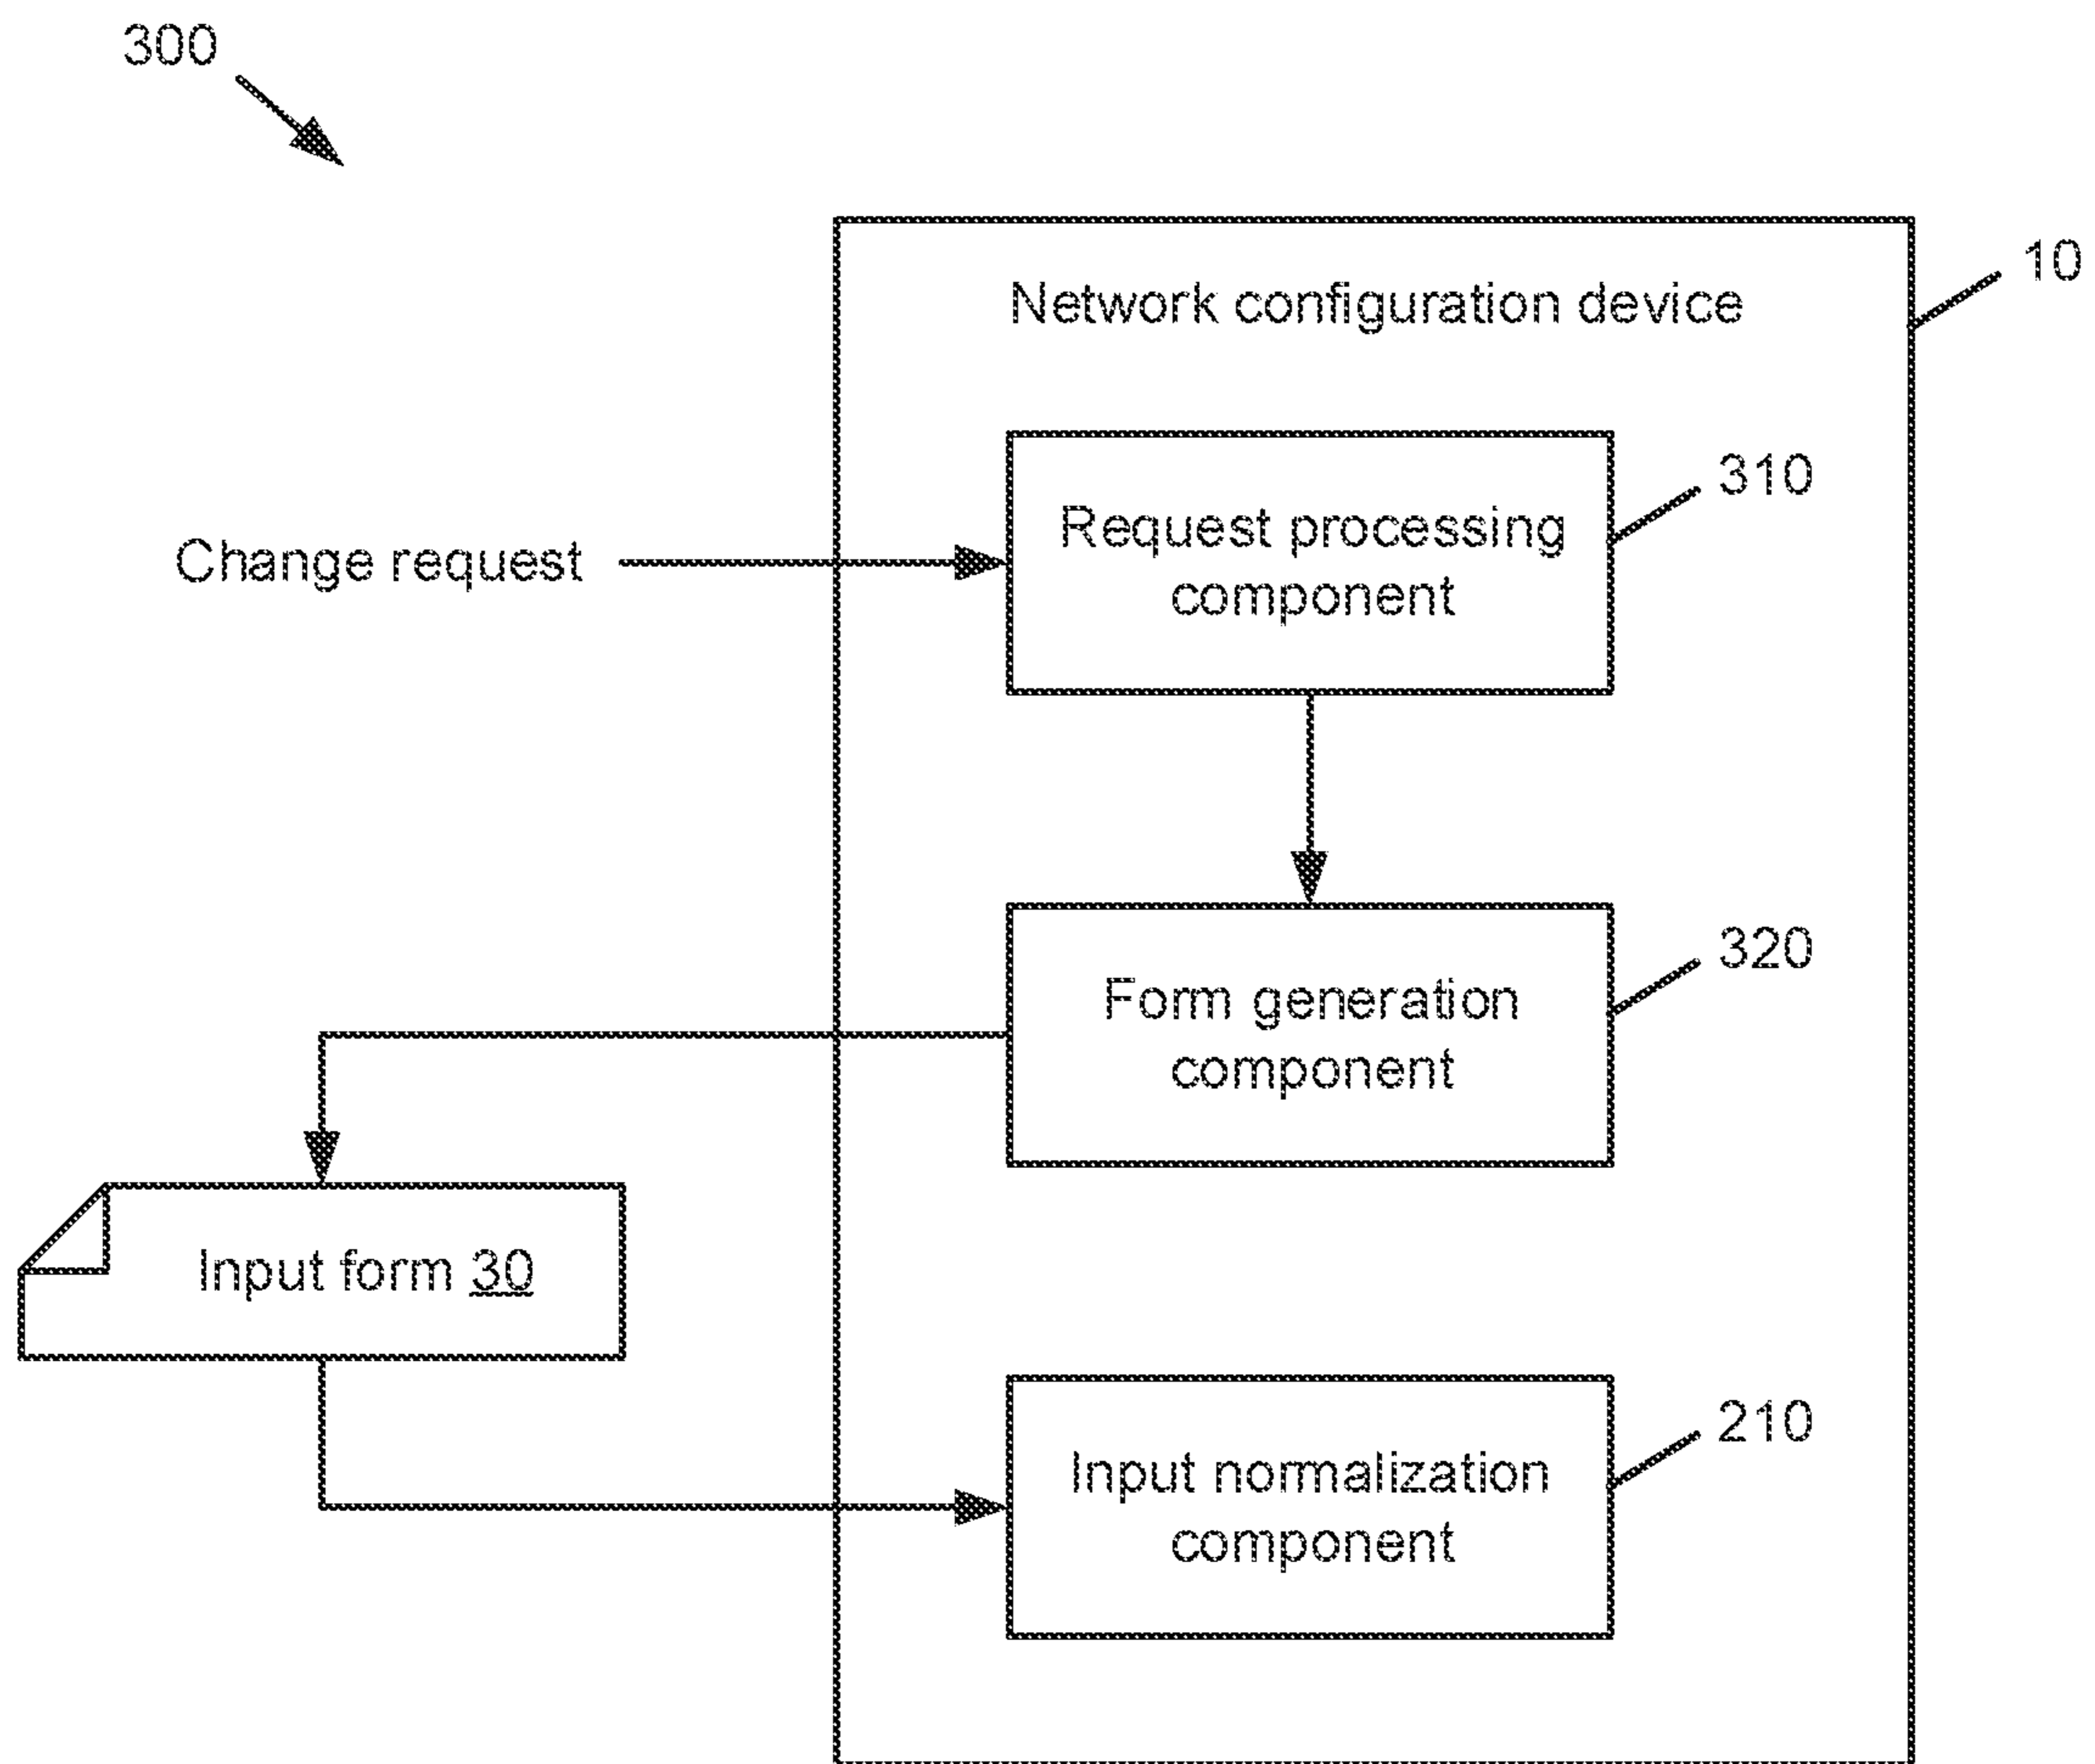 300
10
Network configuration device
310
Request processing
component
Change request
320
Form generation
component
Input form 30
210
Input normalization
component